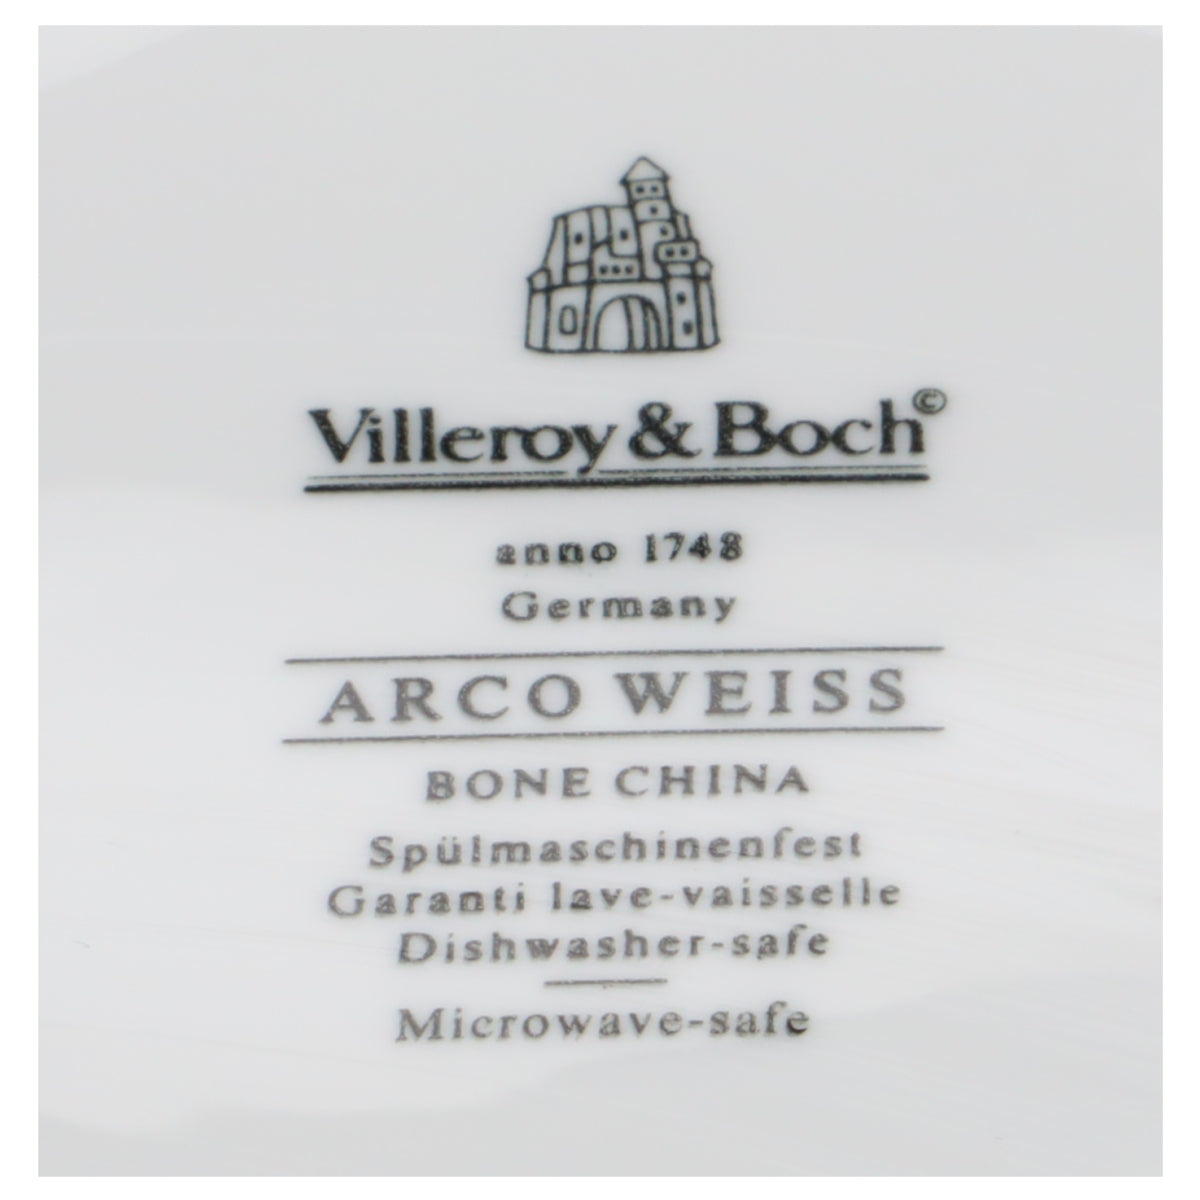 Villeroy & Boch©
anno 1748
Germany
ARCO WEISS
BONE CHINA
Spülmaschinenfest
Garanti lave-vaisselle
Dishwasher-safe
Microwave-safe